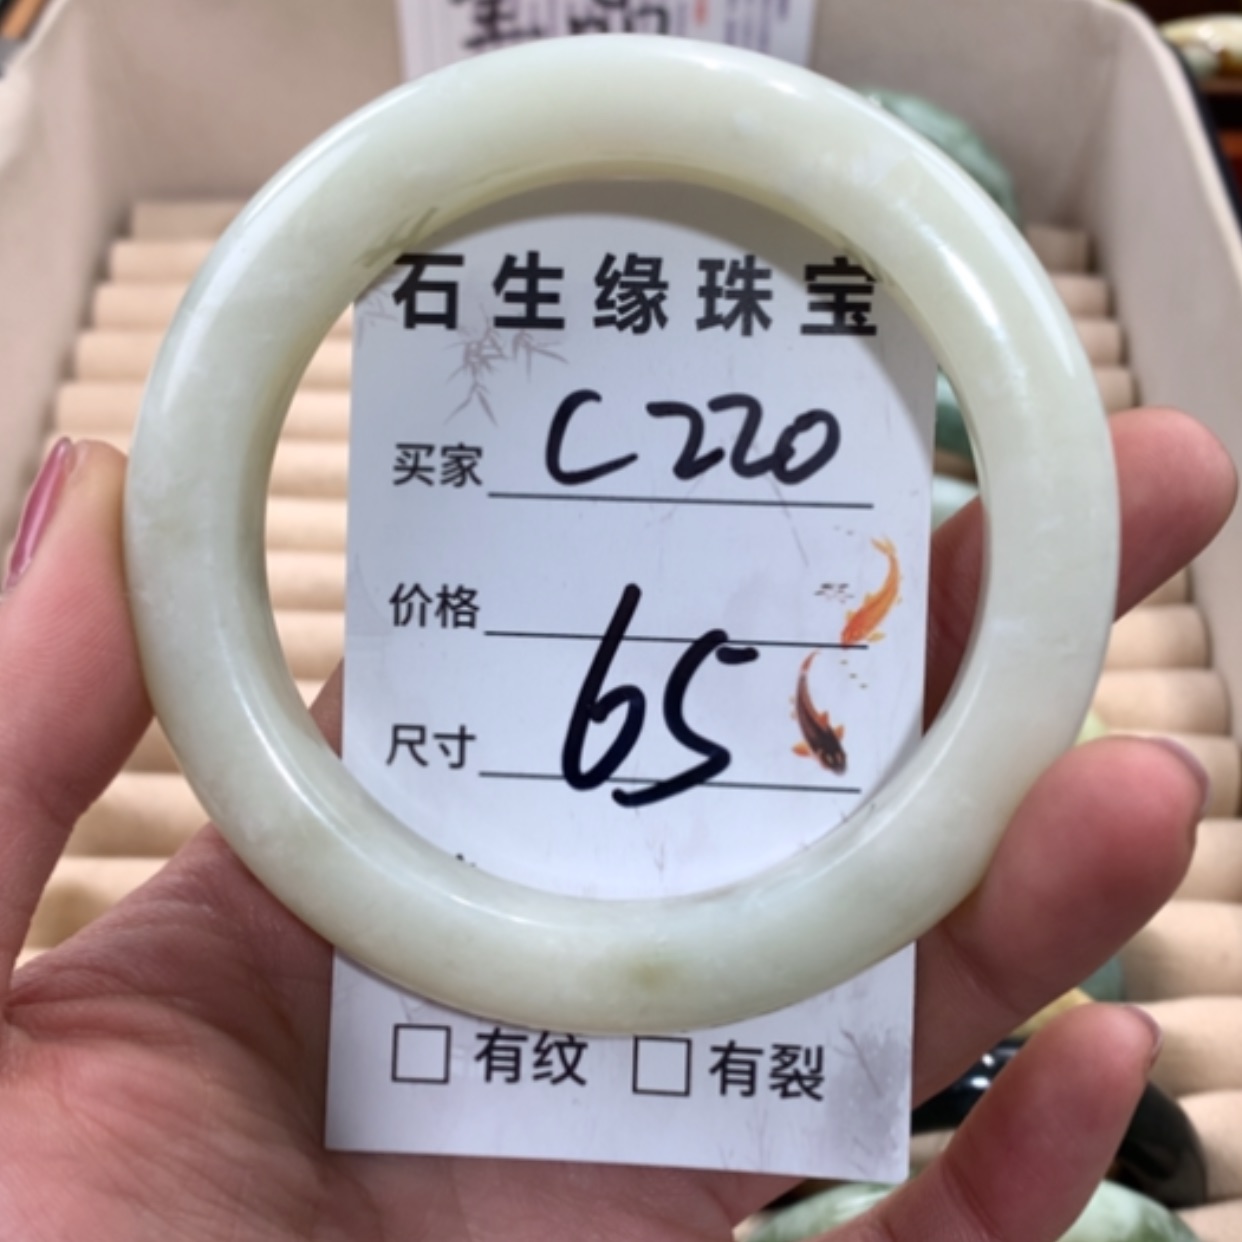 石生缘珠宝
买家 C220
价格
尺寸 65
有纹 有裂